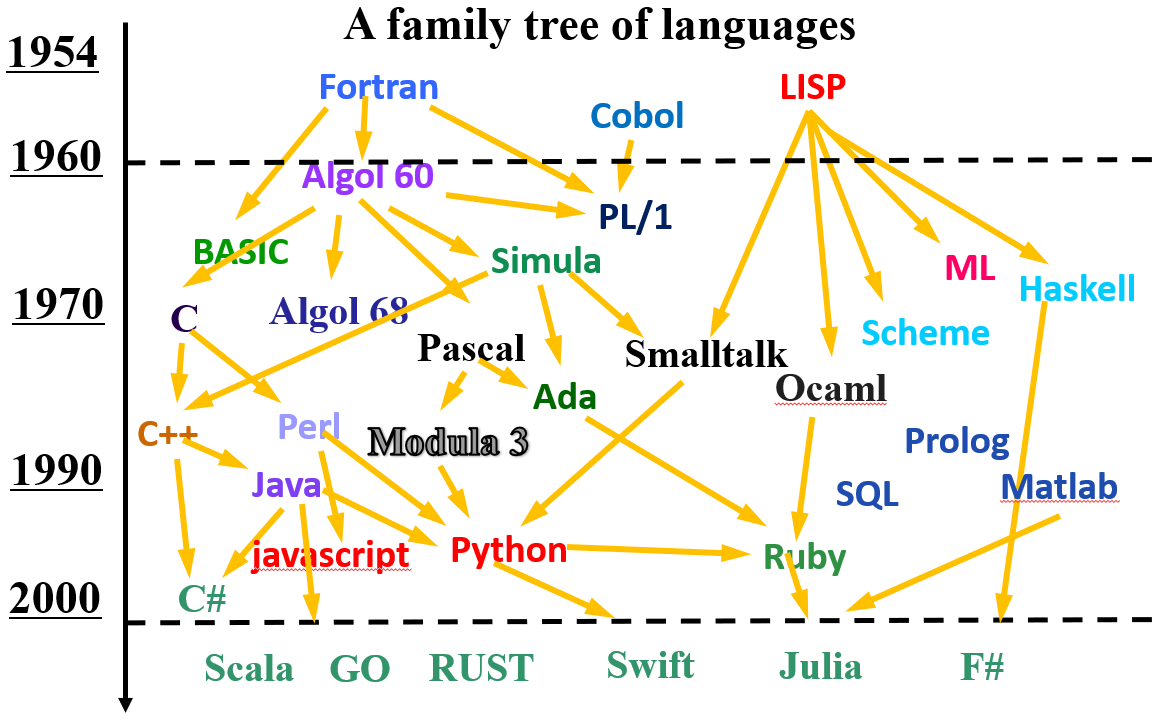 A family tree of languages
1954
Fortran
LISP
Cobol
1960
Algol 60
PL/1
BASIC
Simula
ML
Haskell
1970
C
Algol 68
Scheme
Pascal
Smalltalk
Ocaml
Ada
C++
Perl
Modula 3
Prolog
1990
Java
SQL
Matlab
javascript
Python
Ruby
2000
C#
Scala
GO
RUST
Swift
Julia
F#